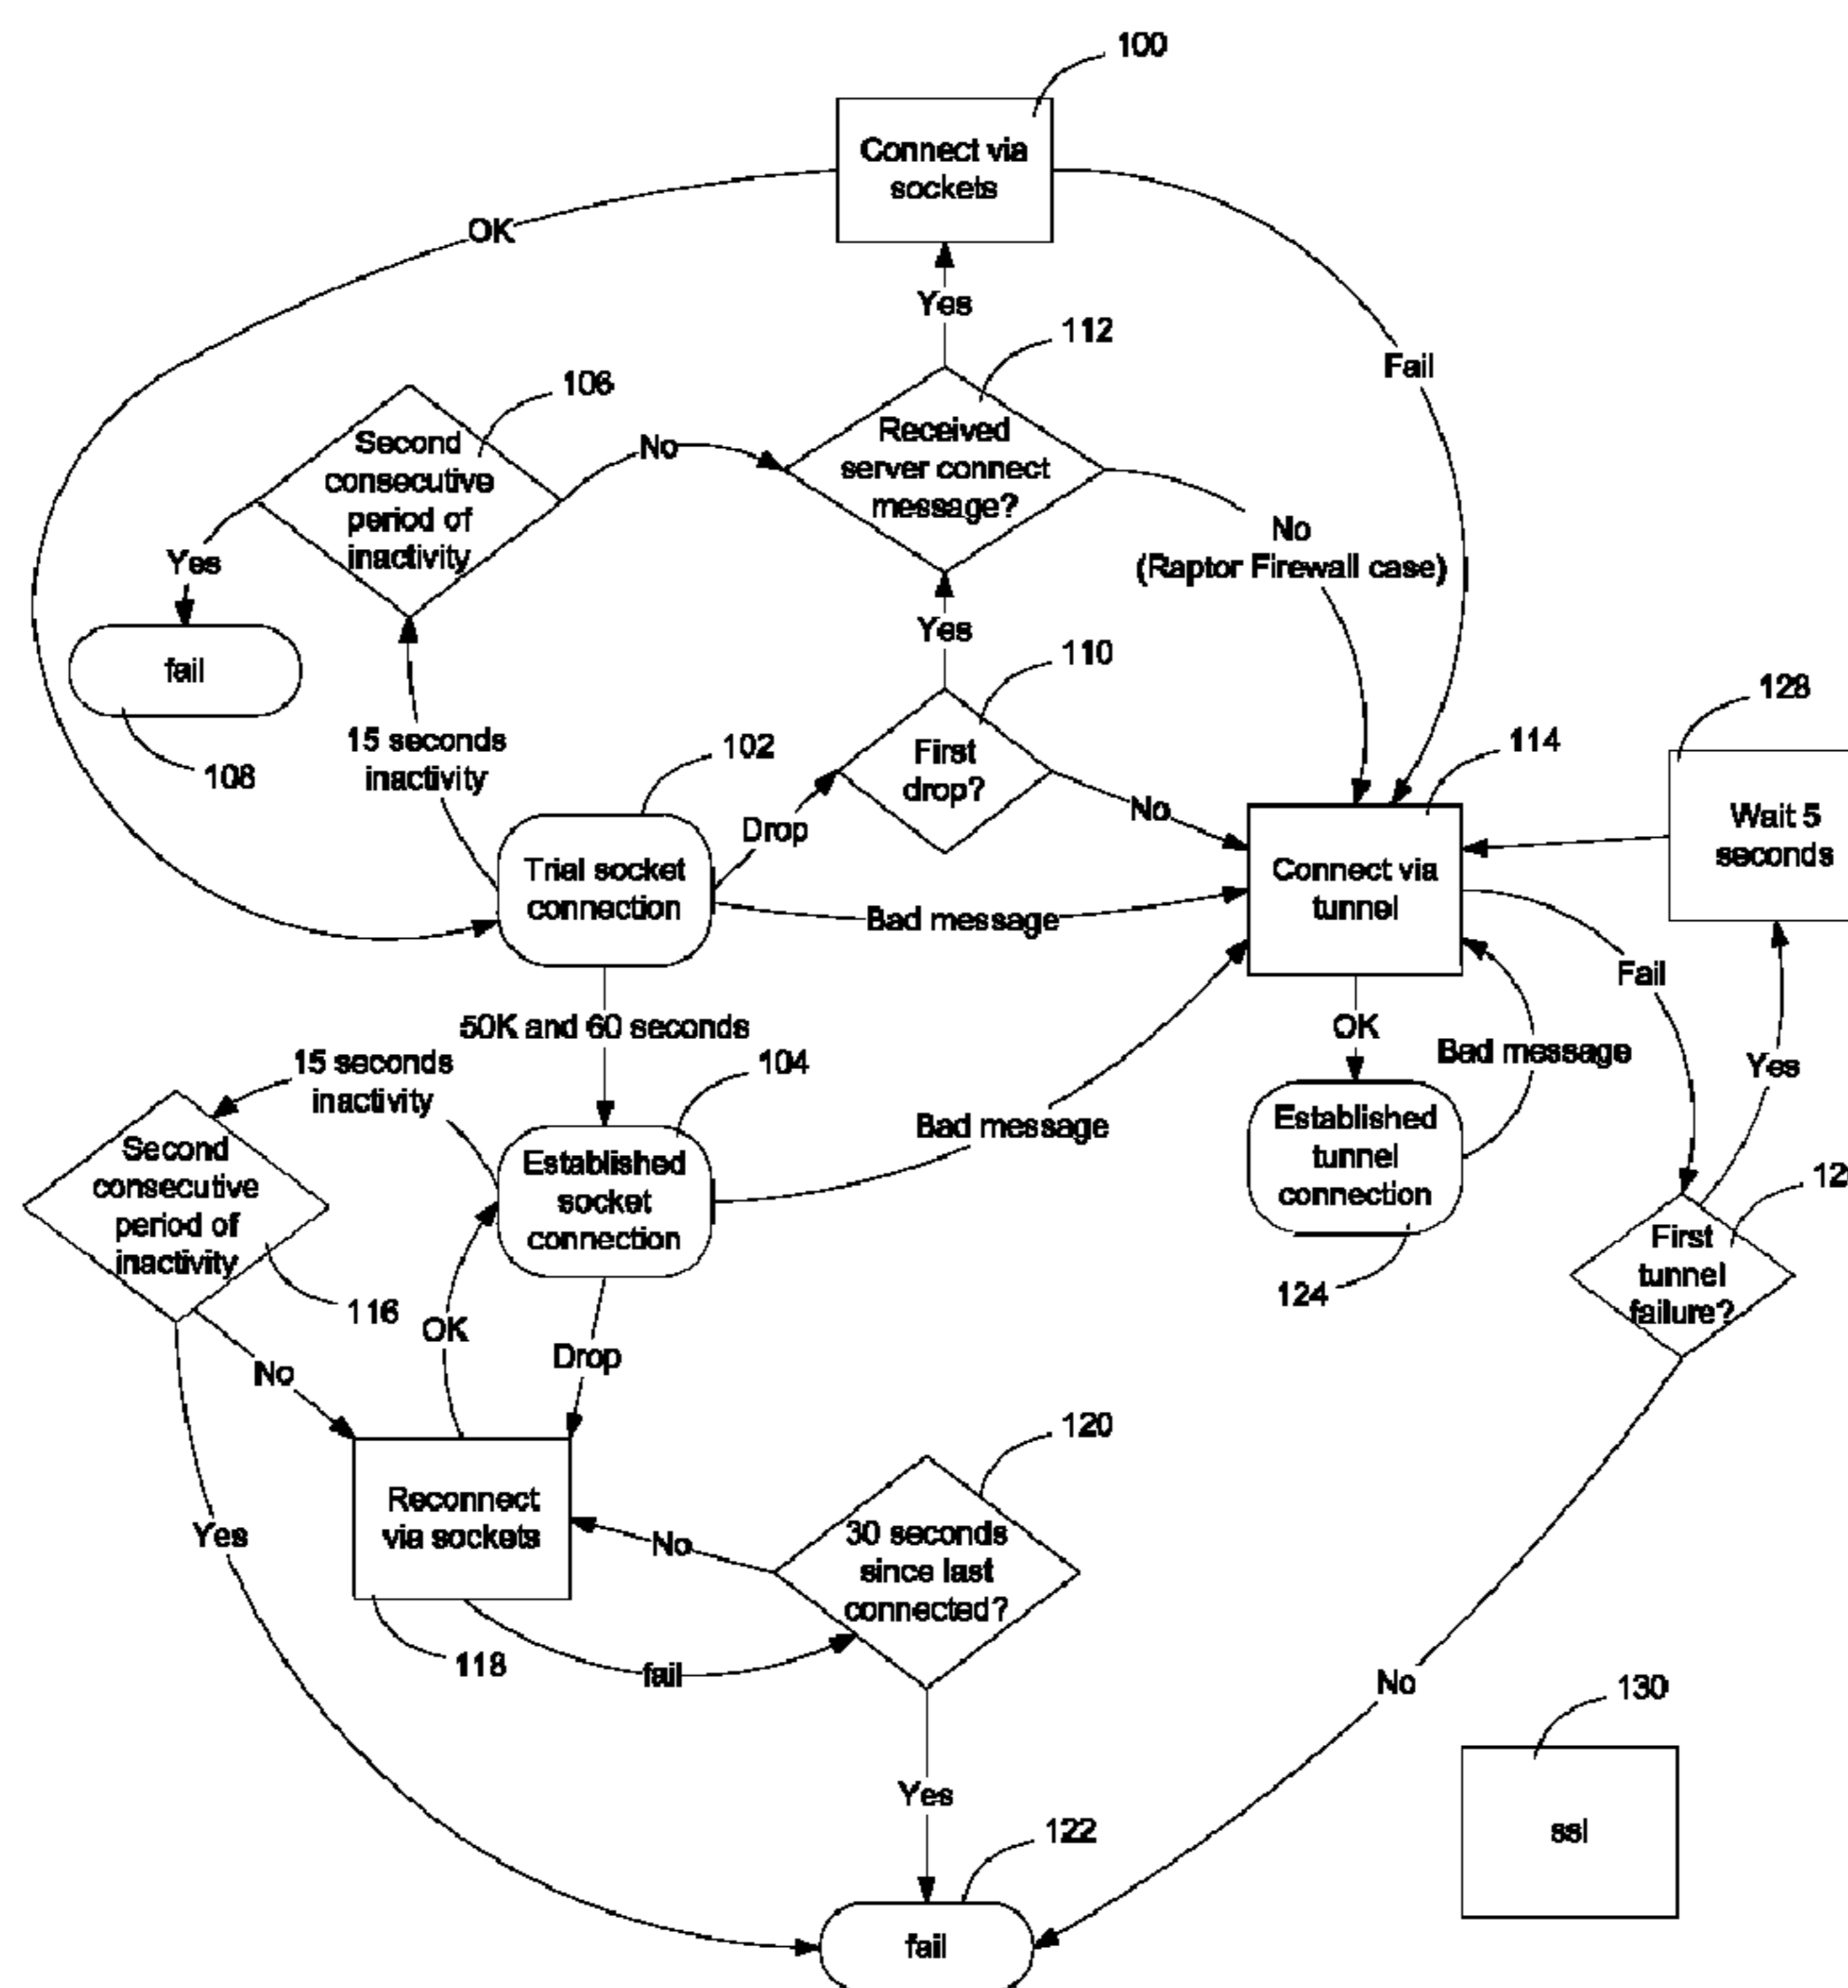 100
Connect via
sockets
OK
Yes
112
Fail
106
Received
server connect
message?
Second
consecutive
period of
inactivity
No
Yes
No
(Raptor Firewall case)
fail
108
Yes
110
128
15 seconds
inactivity
102
First
drop?
114
Wait 5
seconds
Drop
No
Trial socket
connection
Connect via
tunnel
Bad message
Fail
50K and 60 seconds
OK
Bad message
Yes
15 seconds
inactivity
104
Second
consecutive
period of
inactivity
Established
socket
connection
Bad message
Established
tunnel
connection
First
tunnel
failure?
116
124
OK
Drop
No
120
Reconnect
via sockets
30 seconds
since last
connected?
No
Yes
118
fail
No
130
Yes
122
ssl
fail